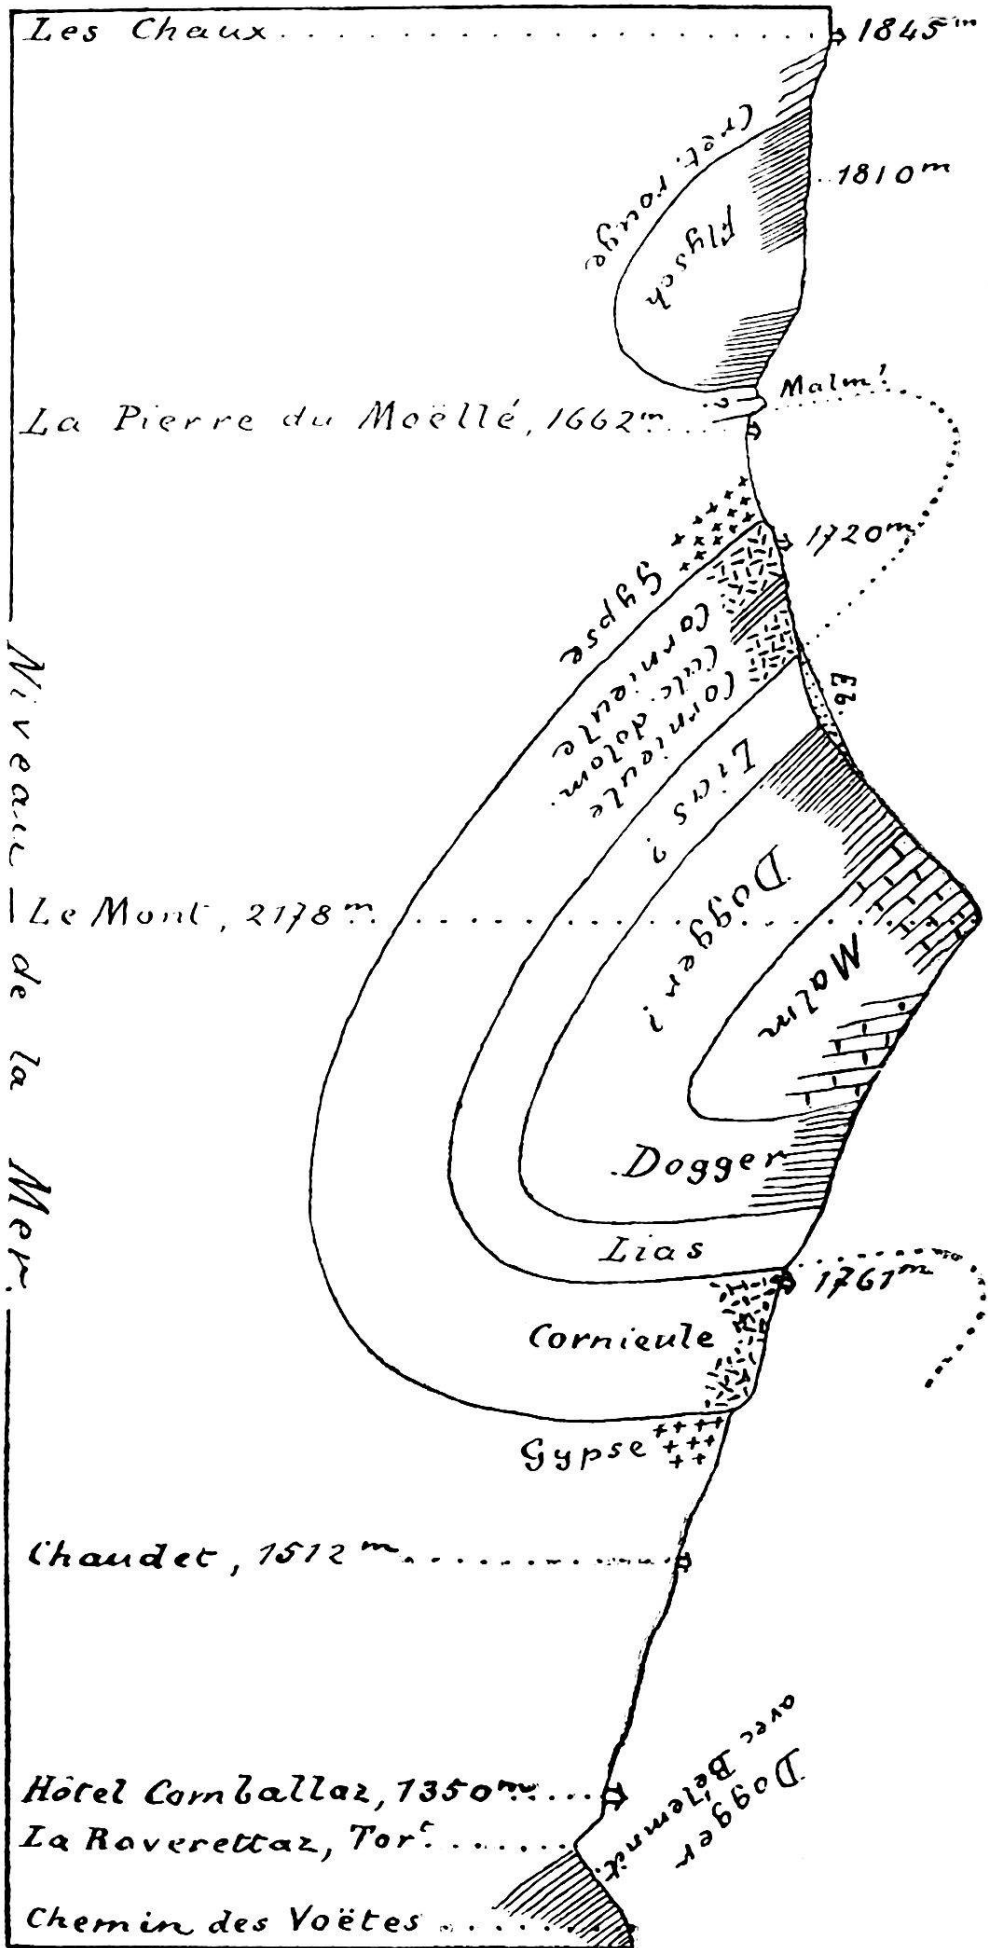 Les Chaux
1845m
Crét. rouge
1810m
Flysch
Malm?
La Pierre du Moëllé, 1662m
1720m
Gypse
Cornieule
Calc. dolom.
Cornieule
Eb.
Lias?
Dogger?
Niveau de la Mer.
Le Mont, 2178m
Malm
Dogger
Lias
1761m
Cornieule
Gypse
Chaudet, 1512m
Dogger
avec Bélemnit.
Hôtel Comballaz, 1350m
La Raverettaz, Tort.
Chemin des Voëtes